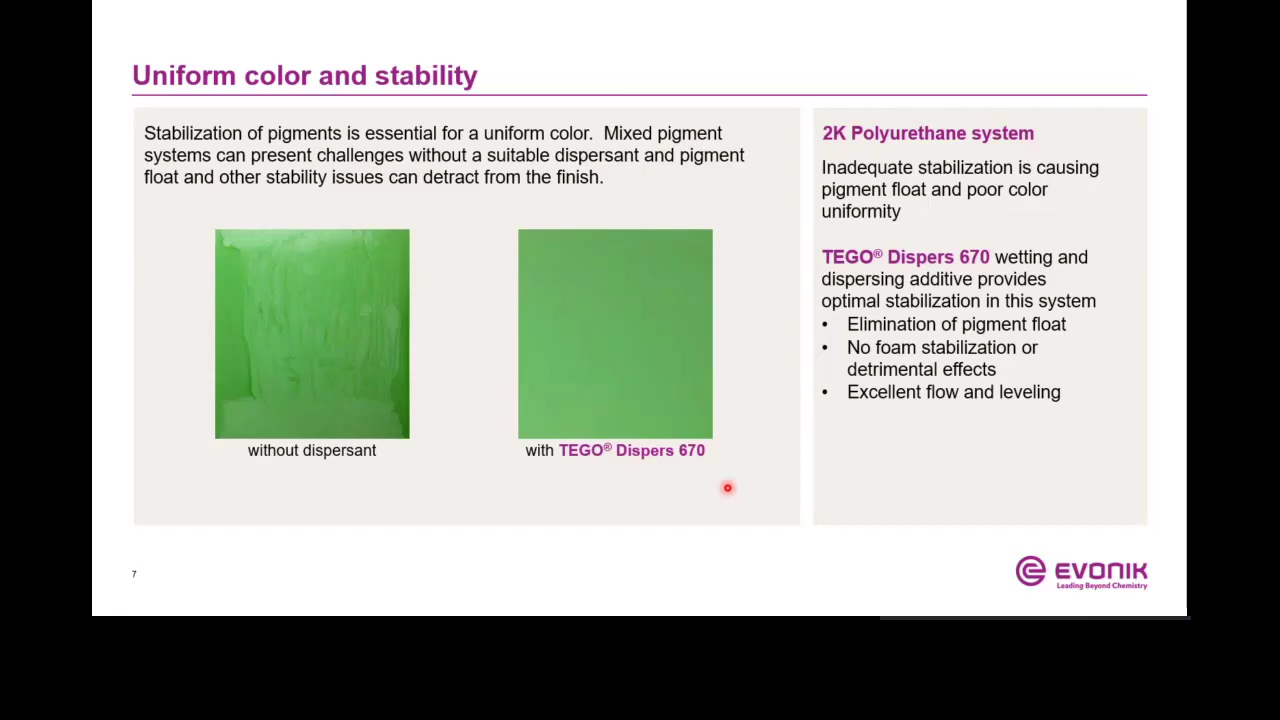 Uniform color and stability
Stabilization of pigments is essential for a uniform color.  Mixed pigment
systems can present challenges without a suitable dispersant and pigment
float and other stability issues can detract from the finish.
without dispersant
with TEGO® Dispers 670
2K Polyurethane system
Inadequate stabilization is causing
pigment float and poor color
uniformity
TEGO® Dispers 670 wetting and
dispersing additive provides
optimal stabilization in this system
• Elimination of pigment float
• No foam stabilization or
detrimental effects
• Excellent flow and leveling
7
EVONIK
Leading Beyond Chemistry